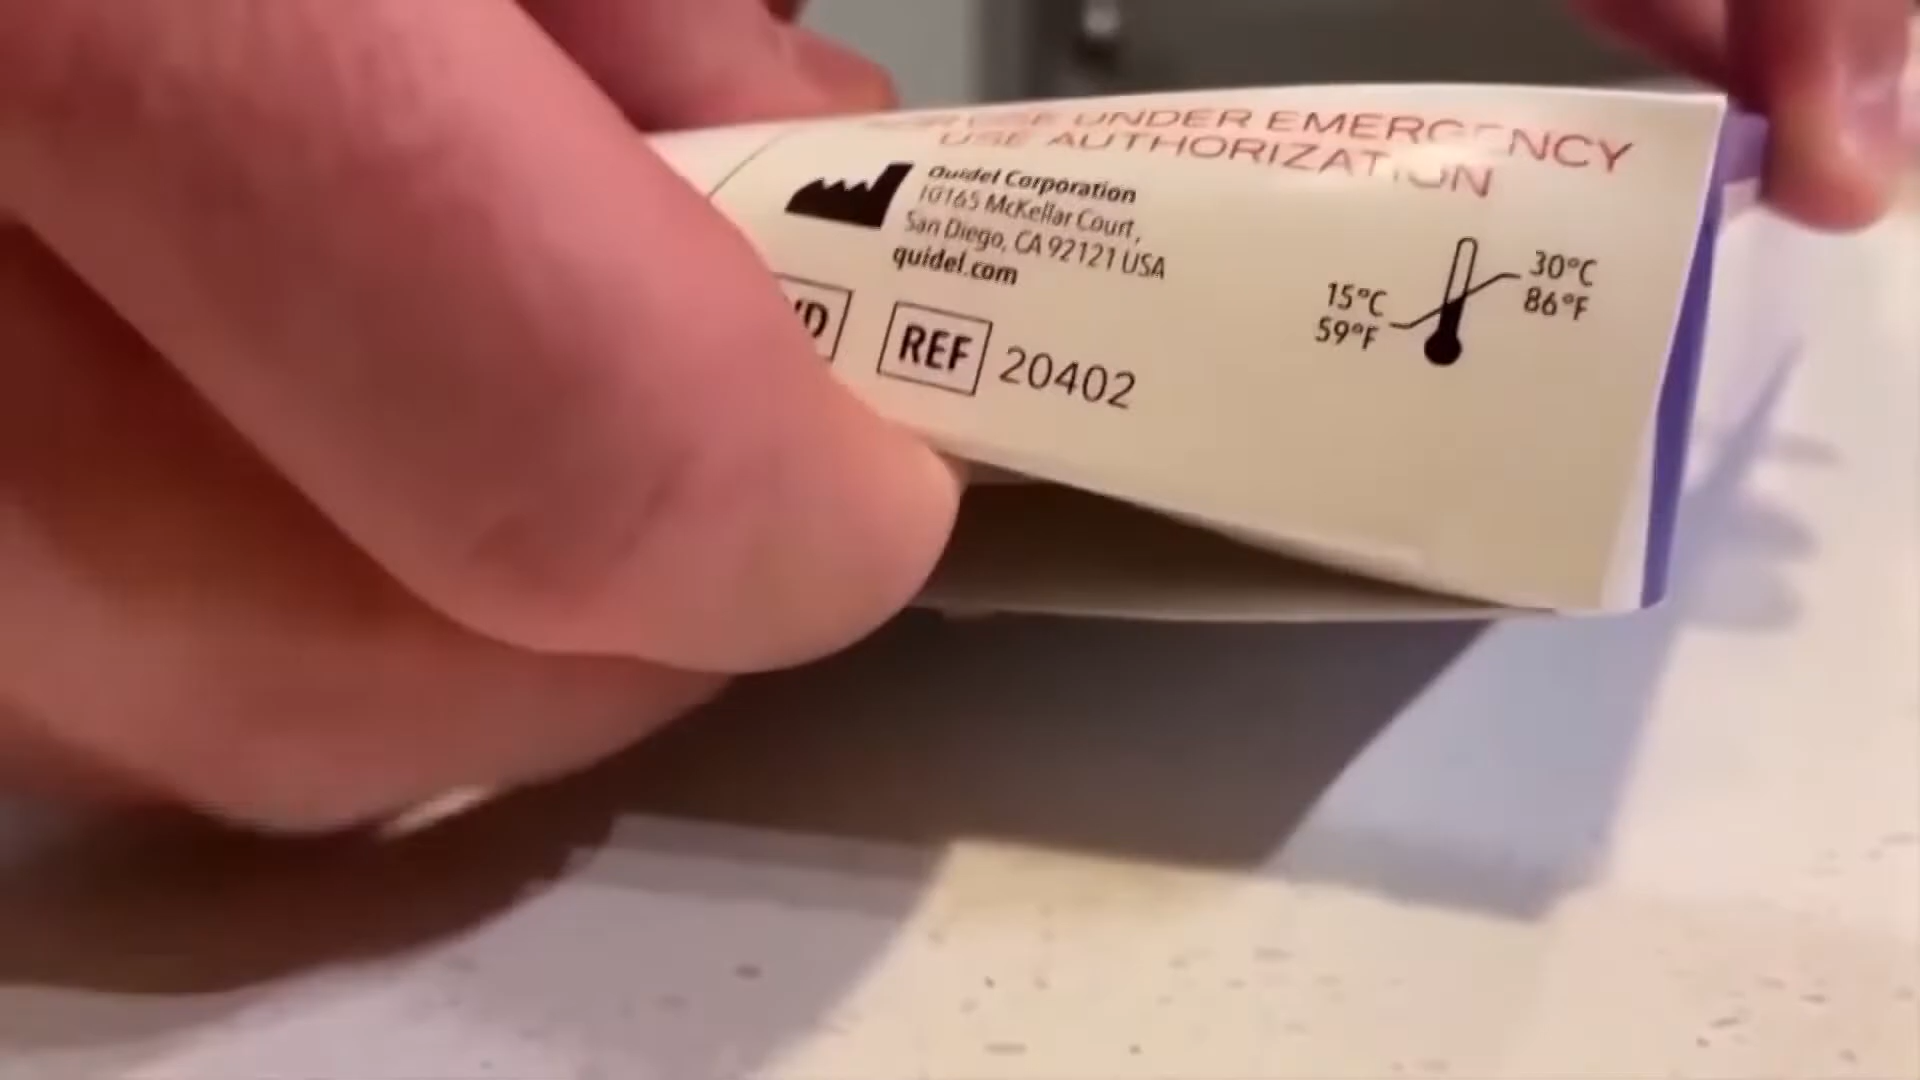 USE UNDER EMERGENCY
USE AUTHORIZATION
Quidel Corporation
10165 McKellar Court,
San Diego, CA 92121 USA
quidel.com
REF 20402
15°C
59°F
30°C
86°F